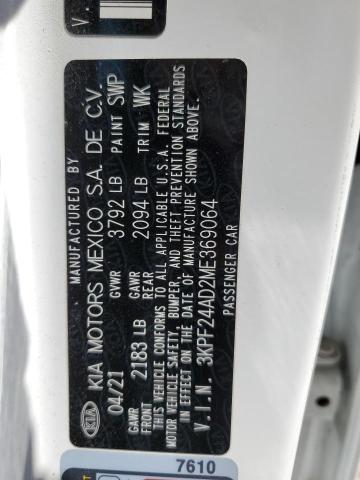 V.
MANUFACTURED BY
KIA KIA MOTORS MEXICO S.A. DE C.V.
04/21 GVWR 3792 LB PAINT SWP
GAWR FRONT 2183 LB GAWR REAR 2094 LB TRIM WK
THIS VEHICLE CONFORMS TO ALL APPLICABLE U.S.A. FEDERAL
MOTOR VEHICLE SAFETY, BUMPER, AND THEFT PREVENTION STANDARDS
IN EFFECT ON THE DATE OF MANUFACTURE SHOWN ABOVE.
V.I.N. 3KPF24AD2ME369064
PASSENGER CAR
7610